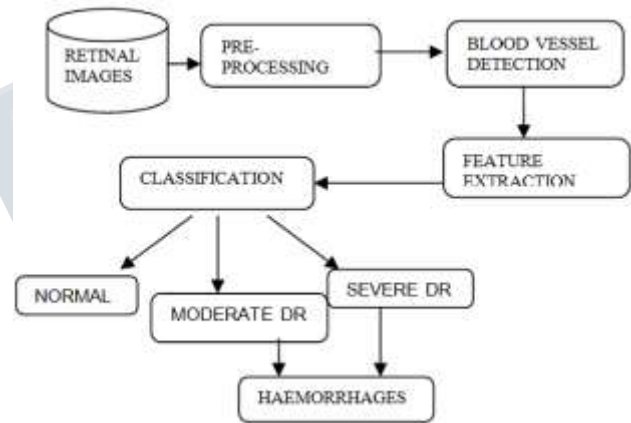 RETINAL
IMAGES
PRE-
PROCESSING
BLOOD VESSEL
DETECTION
FEATURE
EXTRACTION
CLASSIFICATION
NORMAL
MODERATE DR
SEVERE DR
HAEMORRHAGES